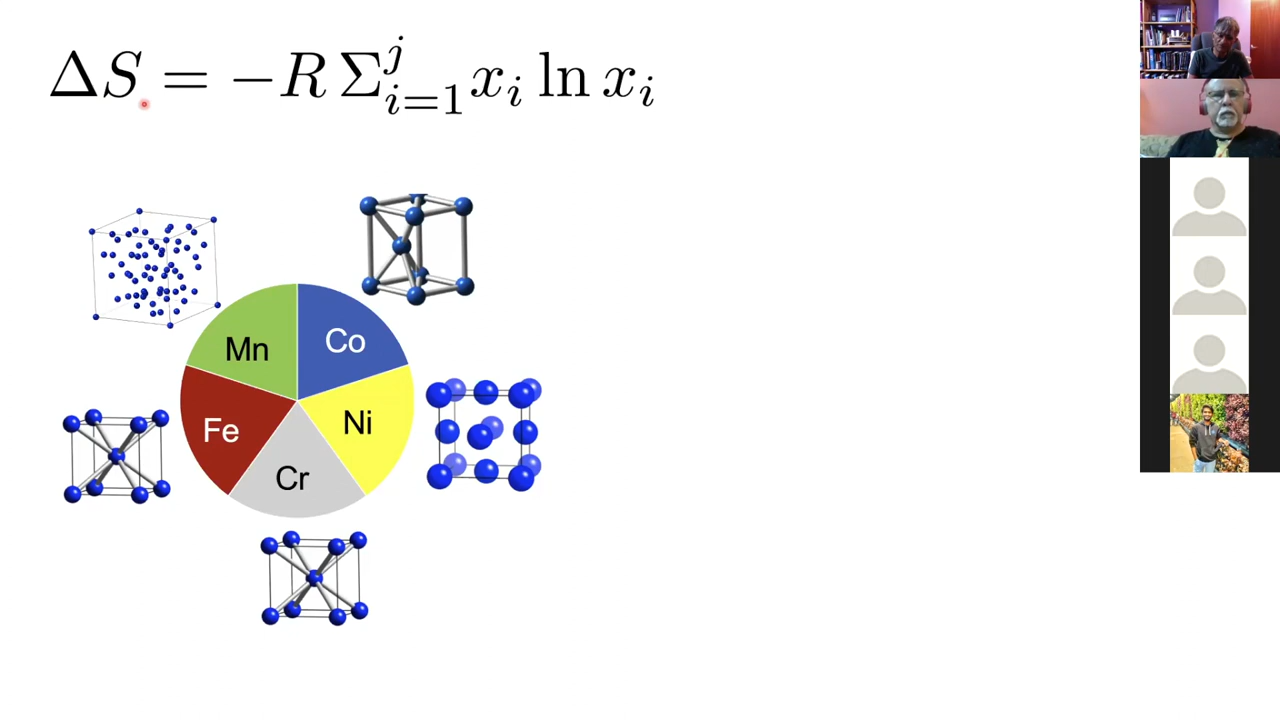 ΔS = −R Σ_{i=1}^{j} x_i ln x_i
Mn
Co
Fe
Ni
Cr